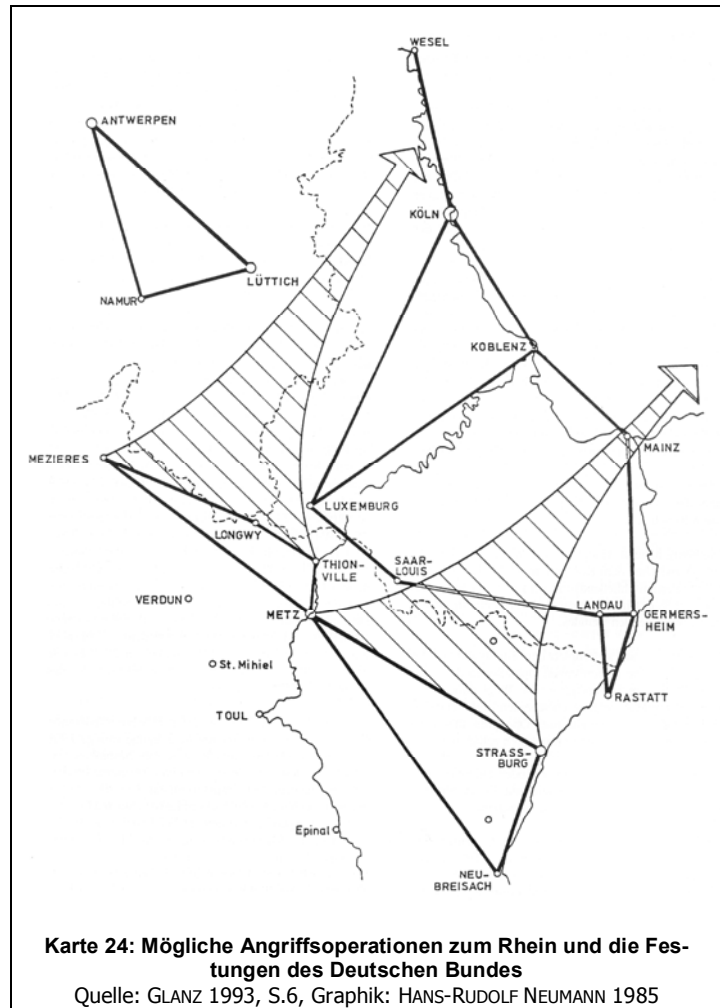 WESEL
ANTWERPEN
KÖLN
LÜTTICH
NAMUR
KOBLENZ
MEZIERES
MAINZ
LUXEMBURG
LONGWY
THION-
VILLE
SAAR-
LOUIS
VERDUN
METZ
LANDAU
GERMERS-
HEIM
St. Mihiel
RASTATT
TOUL
STRASS-
BURG
Epinal
NEU-
BREISACH
Karte 24: Mögliche Angriffsoperationen zum Rhein und die Fes-
tungen des Deutschen Bundes
Quelle: GLANZ 1993, S.6, Graphik: HANS-RUDOLF NEUMANN 1985